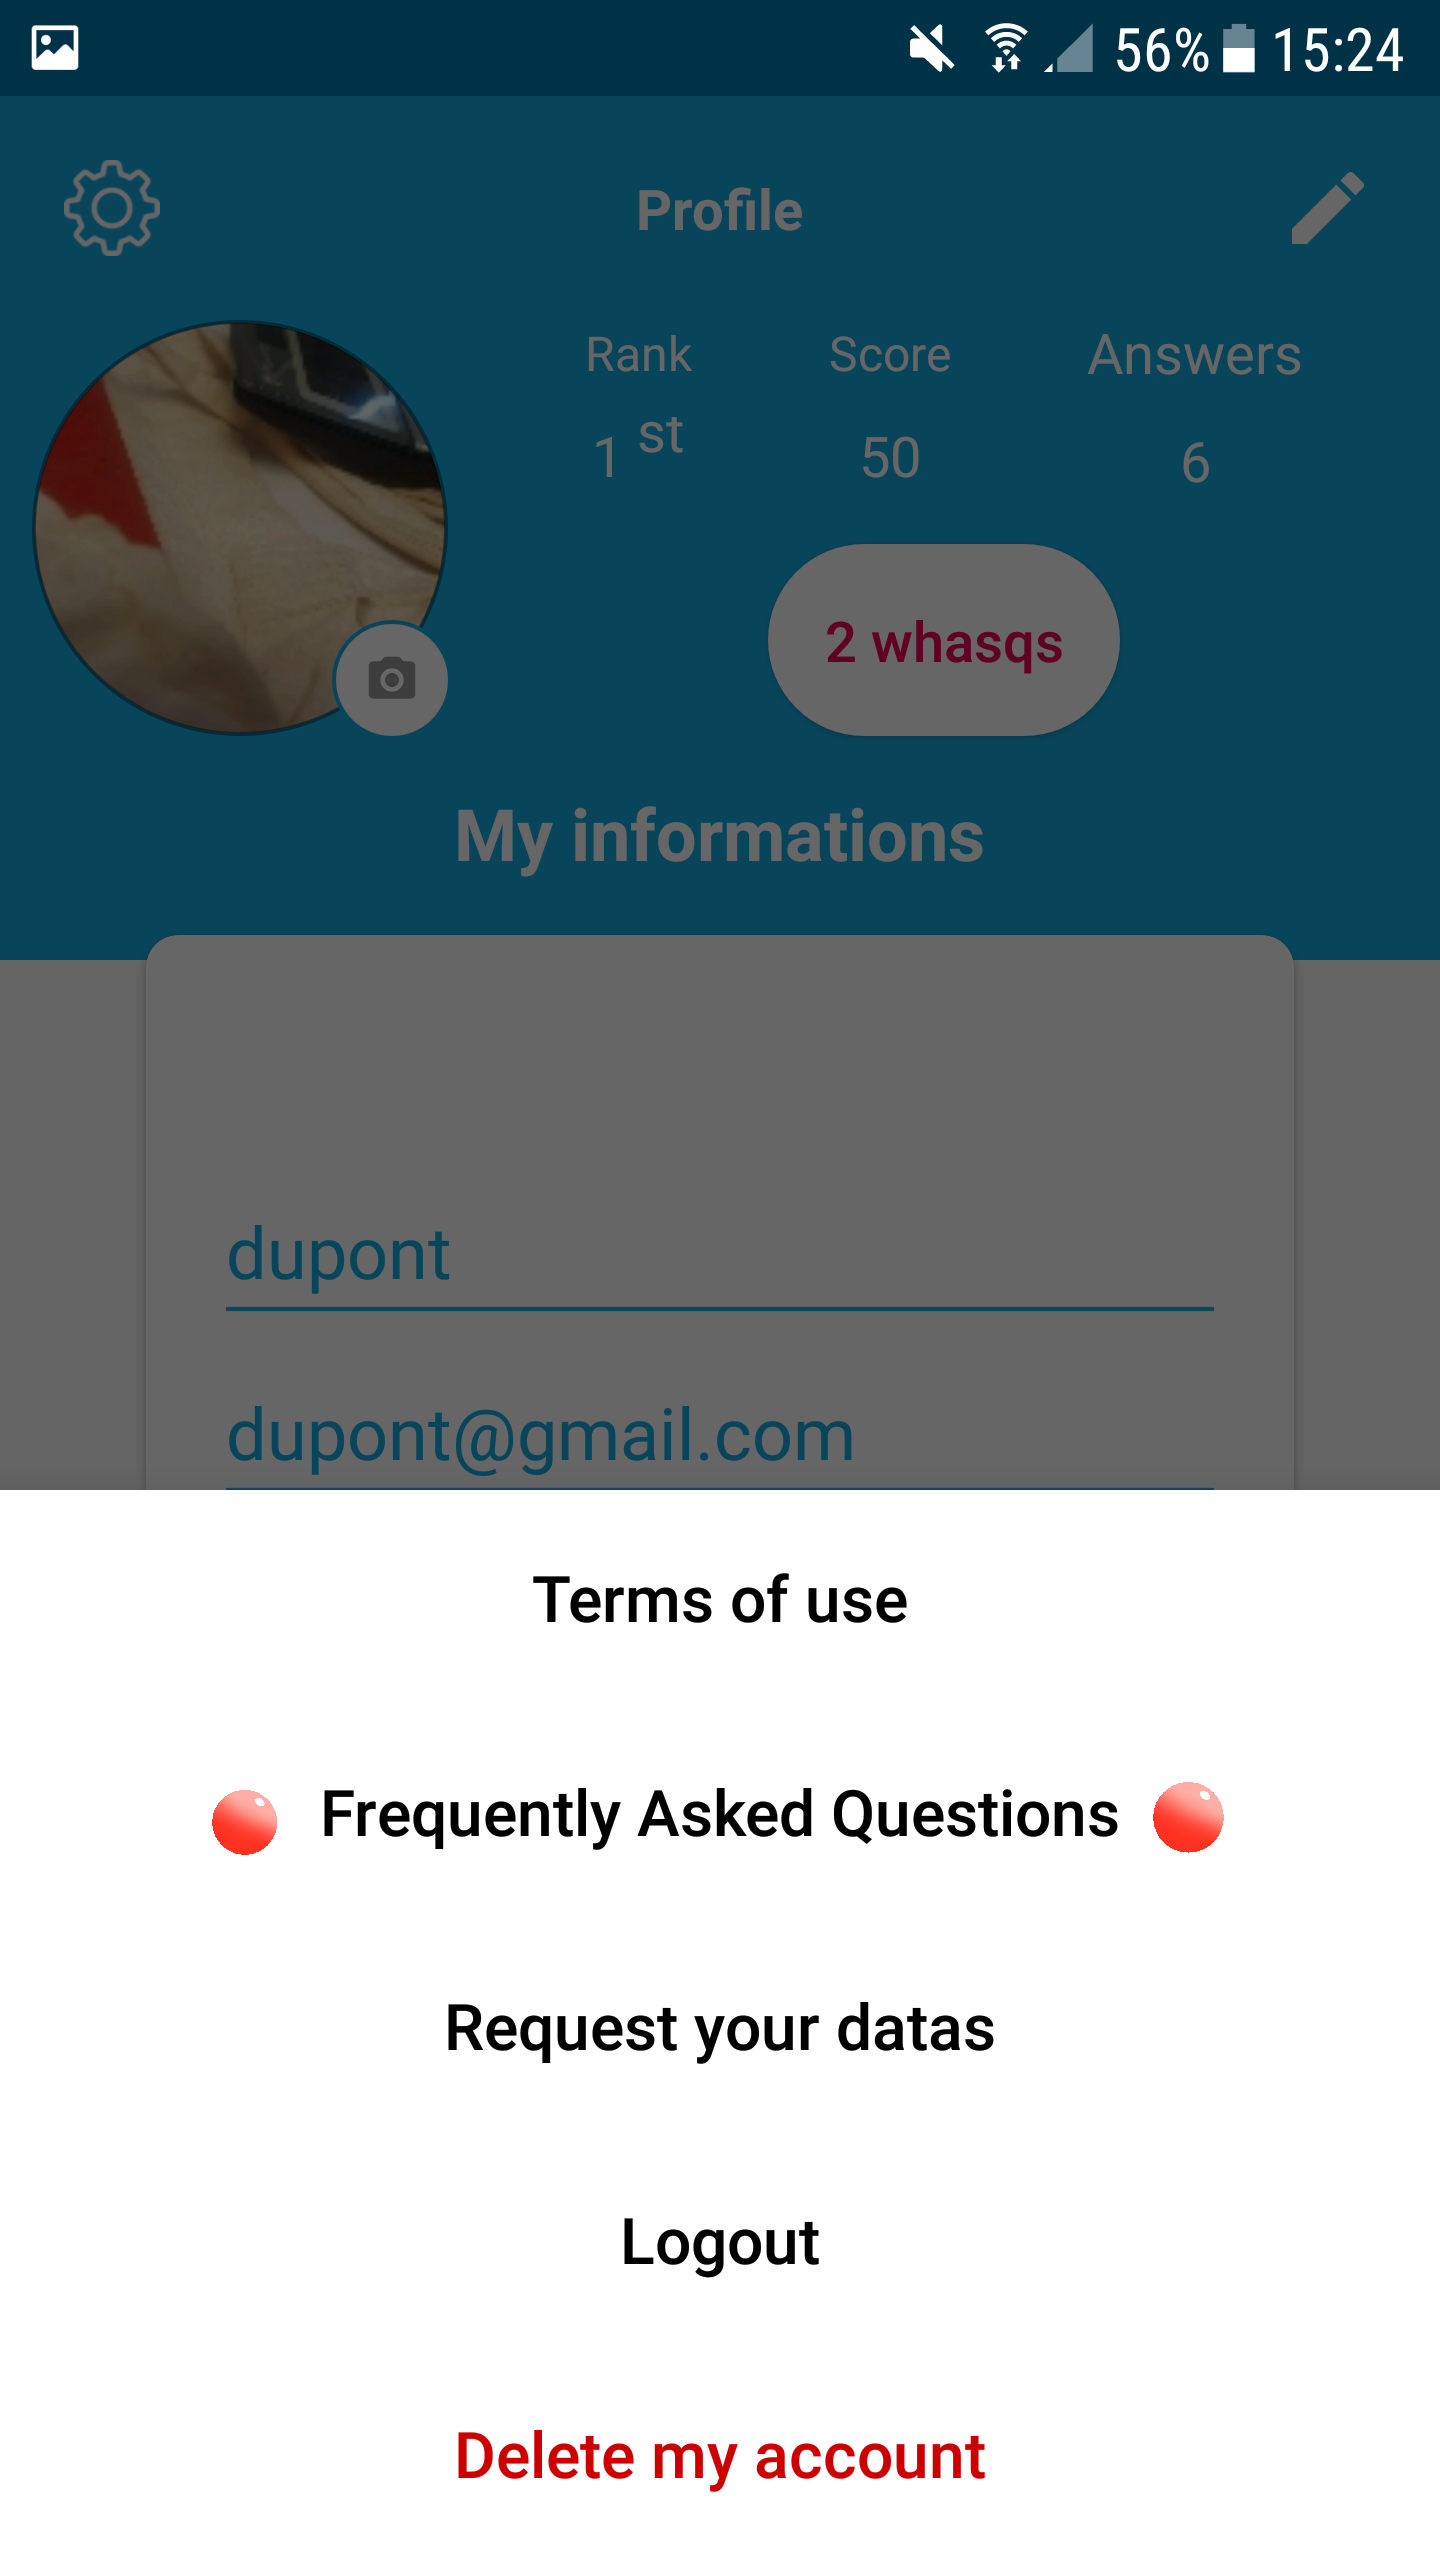 56% 15:24
Profile
Rank Score Answers
1 st 50 6
2 whasqs
My informations
dupont
dupont@gmail.com
Terms of use
Frequently Asked Questions
Request your datas
Logout
Delete my account